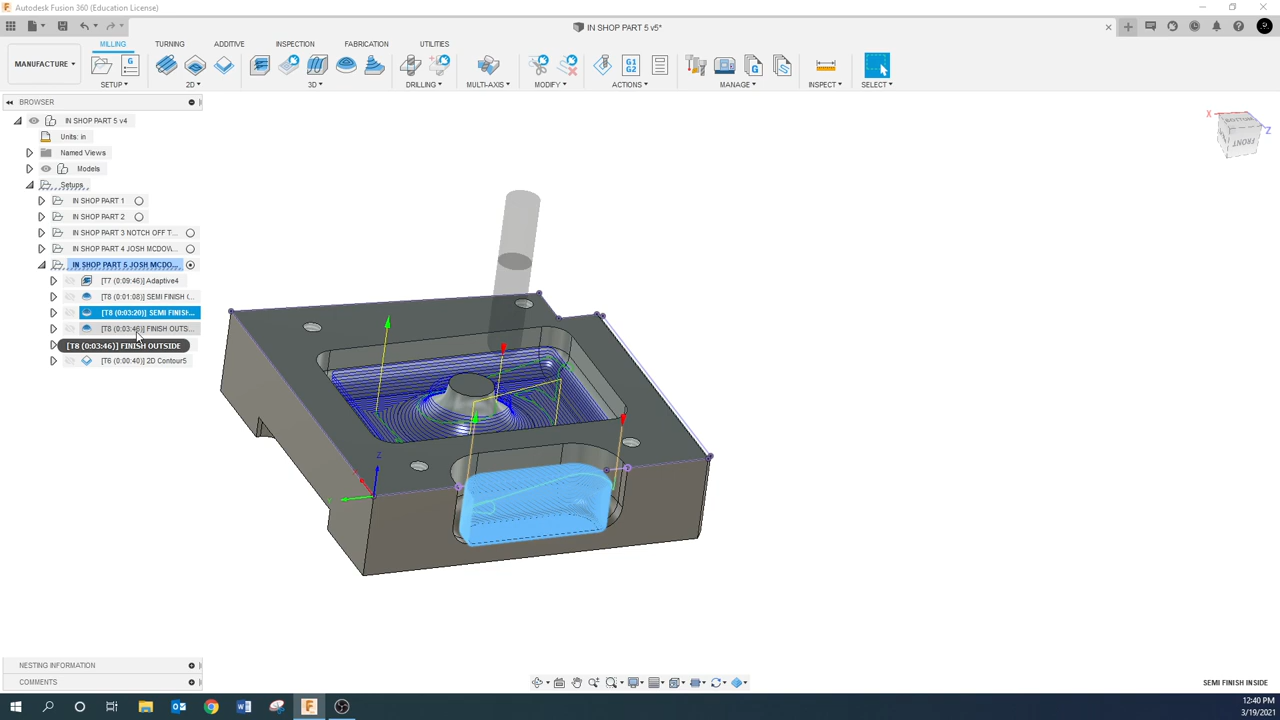 Autodesk Fusion 360 (Education License)
IN SHOP PART 5 v5*
MILLING TURNING ADDITIVE INSPECTION FABRICATION UTILITIES
MANUFACTURE
G1
G2
SETUP 2D 3D DRILLING MULTI-AXIS MODIFY ACTIONS MANAGE INSPECT SELECT
BROWSER
IN SHOP PART 5 v4
Units: in
Named Views
Models
Setups
IN SHOP PART 1
IN SHOP PART 2
IN SHOP PART 3 NOTCH OFF T...
IN SHOP PART 4 JOSH MCDOW...
IN SHOP PART 5 JOSH MCDO...
[T7 (0:09:46)] Adaptive4
[T8 (0:01:08)] SEMI FINISH (...
[T8 (0:03:20)] SEMI FINISH...
[T8 (0:03:46)] FINISH OUTS...
[T8 (0:03:46)] FINISH OUTSIDE
[T6 (0:00:40)] 2D Contour5
X
Z
FRONT
Z
NESTING INFORMATION
COMMENTS
SEMI FINISH INSIDE
12:40 PM
3/19/2021